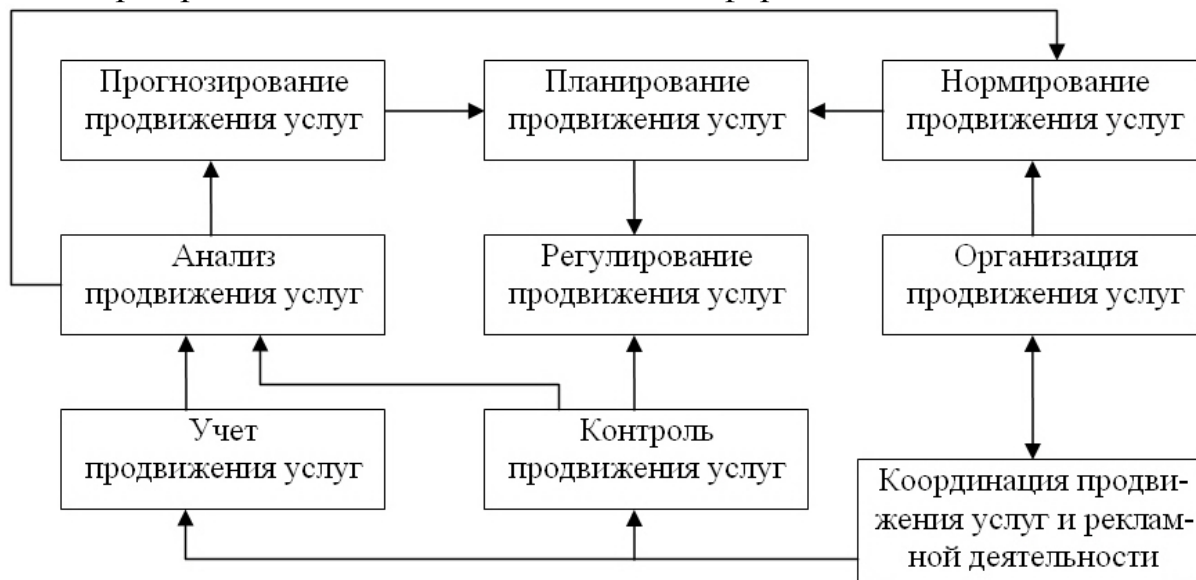 Прогнозирование
продвижения услуг
Планирование
продвижения услуг
Нормирование
продвижения услуг
Анализ
продвижения услуг
Регулирование
продвижения услуг
Организация
продвижения услуг
Учет
продвижения услуг
Контроль
продвижения услуг
Координация продви-
жения услуг и реклам-
ной деятельности